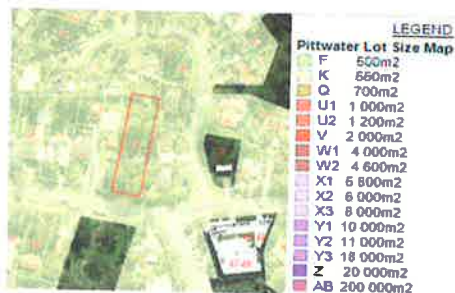 LEGEND
Pittwater Lot Size Map
F 500m2
K 550m2
Q 700m2
U1 1 000m2
U2 1 200m2
V 2 000m2
W1 4 000m2
W2 4 600m2
X1 5 800m2
X2 6 000m2
X3 8 000m2
Y1 10 000m2
Y2 11 000m2
Y3 18 000m2
Z 20 000m2
AB 200 000m2